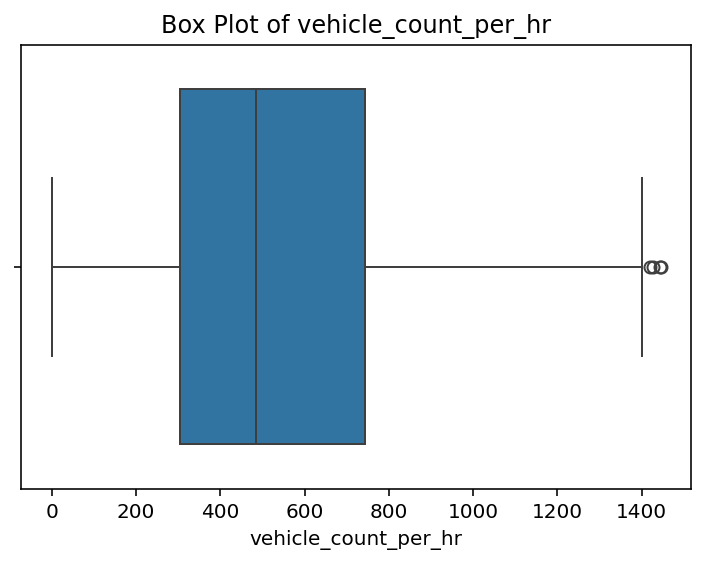 Box Plot of vehicle_count_per_hr
0 200 400 600 800 1000 1200 1400
vehicle_count_per_hr